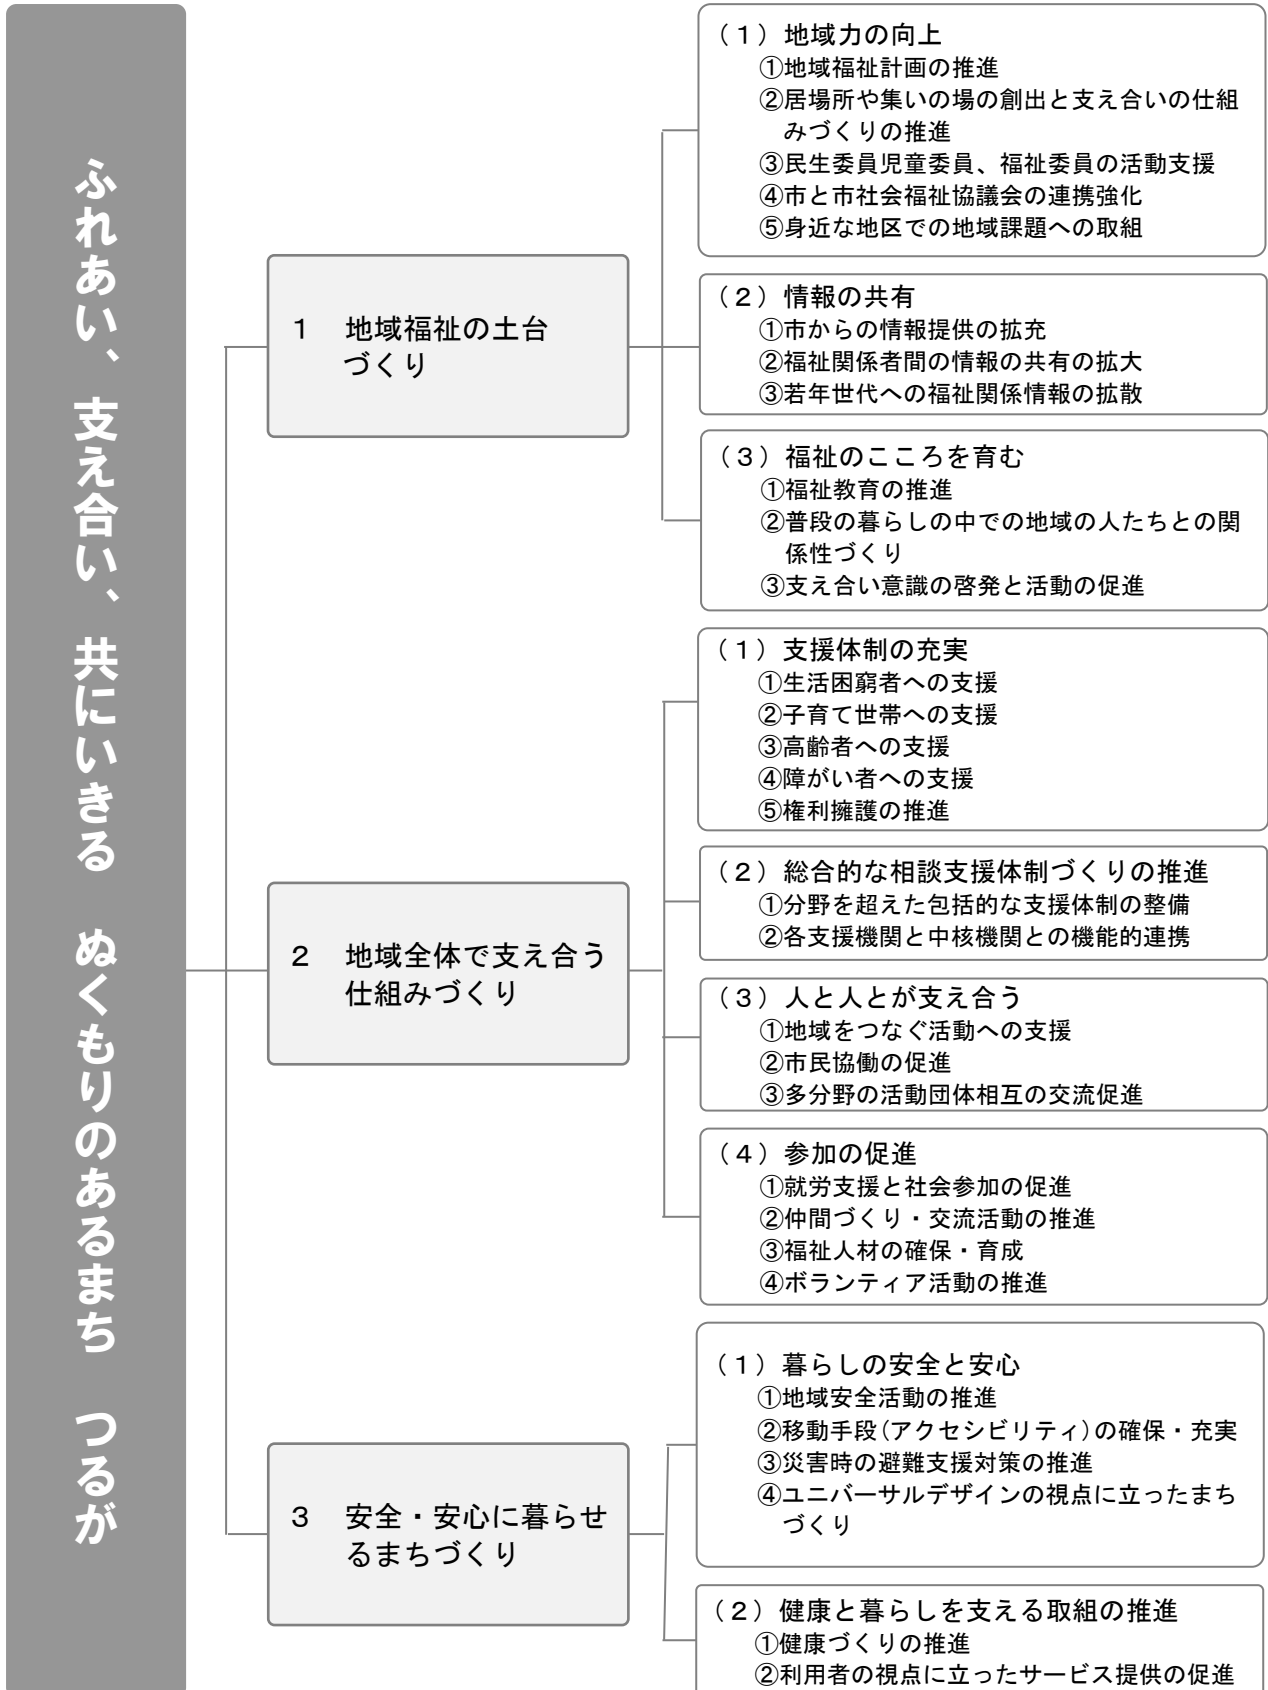 ふれあい、支え合い、共にいきる　ぬくもりのあるまち　つるが
１　地域福祉の土台
づくり
（１）地域力の向上
①地域福祉計画の推進
②居場所や集いの場の創出と支え合いの仕組
みづくりの推進
③民生委員児童委員、福祉委員の活動支援
④市と市社会福祉協議会の連携強化
⑤身近な地区での地域課題への取組
（２）情報の共有
①市からの情報提供の拡充
②福祉関係者間の情報の共有の拡大
③若年世代への福祉関係情報の拡散
（３）福祉のこころを育む
①福祉教育の推進
②普段の暮らしの中での地域の人たちとの関
係性づくり
③支え合い意識の啓発と活動の促進
２　地域全体で支え合う
仕組みづくり
（１）支援体制の充実
①生活困窮者への支援
②子育て世帯への支援
③高齢者への支援
④障がい者への支援
⑤権利擁護の推進
（２）総合的な相談支援体制づくりの推進
①分野を超えた包括的な支援体制の整備
②各支援機関と中核機関との機能的連携
（３）人と人とが支え合う
①地域をつなぐ活動への支援
②市民協働の促進
③多分野の活動団体相互の交流促進
（４）参加の促進
①就労支援と社会参加の促進
②仲間づくり・交流活動の推進
③福祉人材の確保・育成
④ボランティア活動の推進
３　安全・安心に暮らせ
るまちづくり
（１）暮らしの安全と安心
①地域安全活動の推進
②移動手段(アクセシビリティ)の確保・充実
③災害時の避難支援対策の推進
④ユニバーサルデザインの視点に立ったまち
づくり
（２）健康と暮らしを支える取組の推進
①健康づくりの推進
②利用者の視点に立ったサービス提供の促進